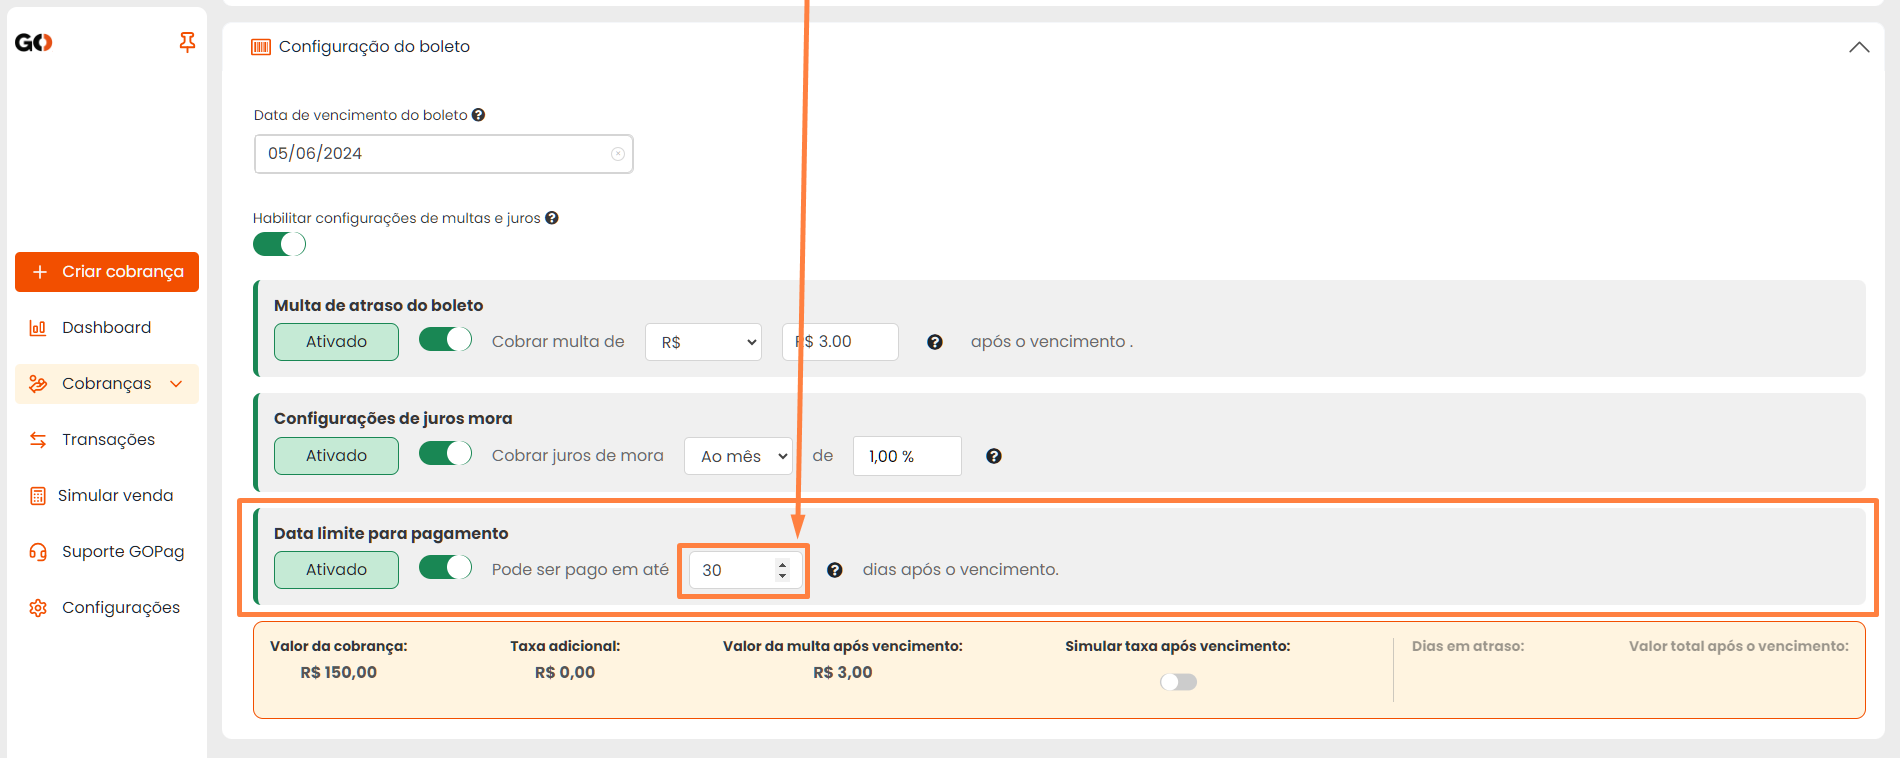 GO
Configuração do boleto
Data de vencimento do boleto ?
05/06/2024
Habilitar configurações de multas e juros ?
Criar cobrança
Dashboard
Cobranças
Transações
Simular venda
Suporte GOPag
Configurações
Multa de atraso do boleto
Ativado Cobrar multa de R$ R$ 3.00 ? após o vencimento .
Configurações de juros mora
Ativado Cobrar juros de mora Ao mês de 1,00 % ?
Data limite para pagamento
Ativado Pode ser pago em até 30 ? dias após o vencimento.
Valor da cobrança: Taxa adicional: Valor da multa após vencimento: Simular taxa após vencimento: Dias em atraso: Valor total após o vencimento:
R$ 150,00 R$ 0,00 R$ 3,00